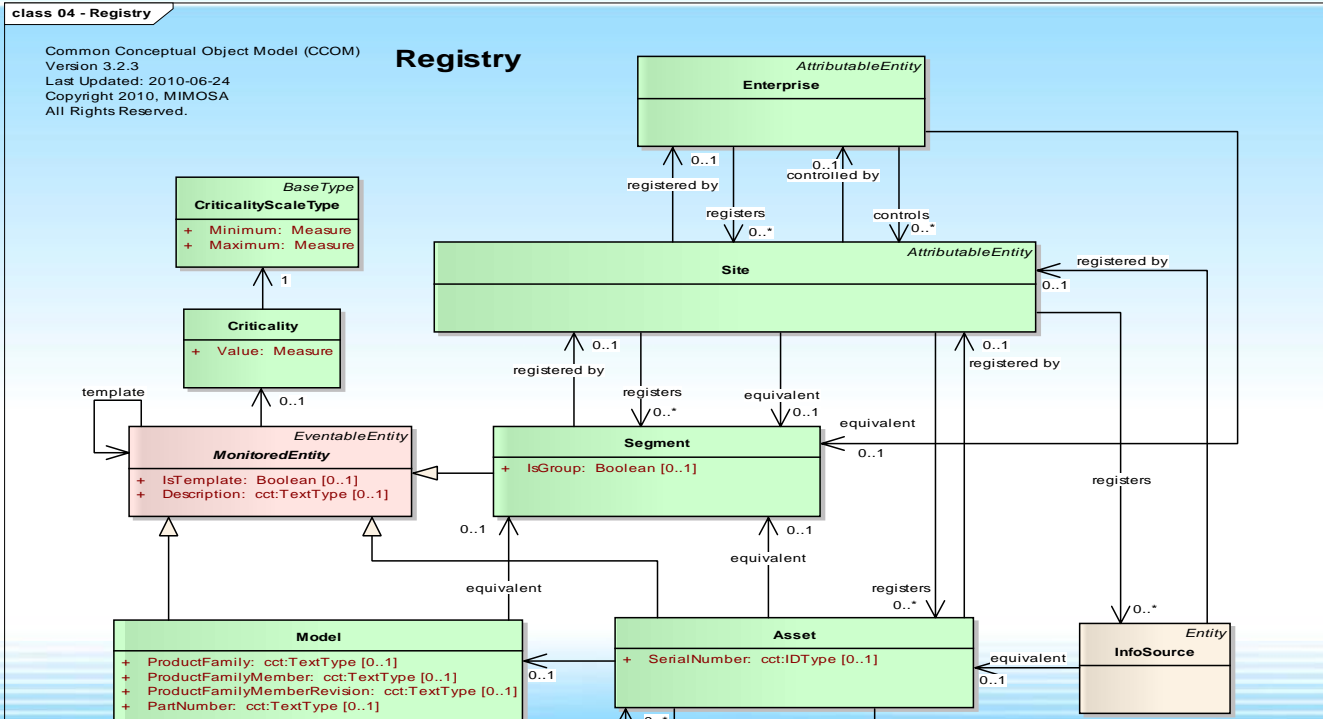 class 04 - Registry
Common Conceptual Object Model (CCOM)
Version 3.2.3
Last Updated: 2010-06-24
Copyright 2010, MIMOSA
All Rights Reserved.
Registry
AttributableEntity
Enterprise
0..1
registered by
registers
0..*
0..1
controlled by
controls
0..*
BaseType
CriticalityScaleType
+ Minimum: Measure
+ Maximum: Measure
1
Criticality
+ Value: Measure
0..1
template
AttributableEntity
Site
registered by
0..1
0..1
registered by
registers
0..*
equivalent
0..1
0..1
registered by
equivalent
0..1
EventableEntity
MonitoredEntity
+ IsTemplate: Boolean [0..1]
+ Description: cct:TextType [0..1]
Segment
+ IsGroup: Boolean [0..1]
registers
0..1
equivalent
0..1
equivalent
registers
0..*
0..*
Model
+ ProductFamily: cct:TextType [0..1]
+ ProductFamilyMember: cct:TextType [0..1]
+ ProductFamilyMemberRevision: cct:TextType [0..1]
+ PartNumber: cct:TextType [0..1]
0..1
Asset
+ SerialNumber: cct:IDType [0..1]
equivalent
0..1
Entity
InfoSource
0..*